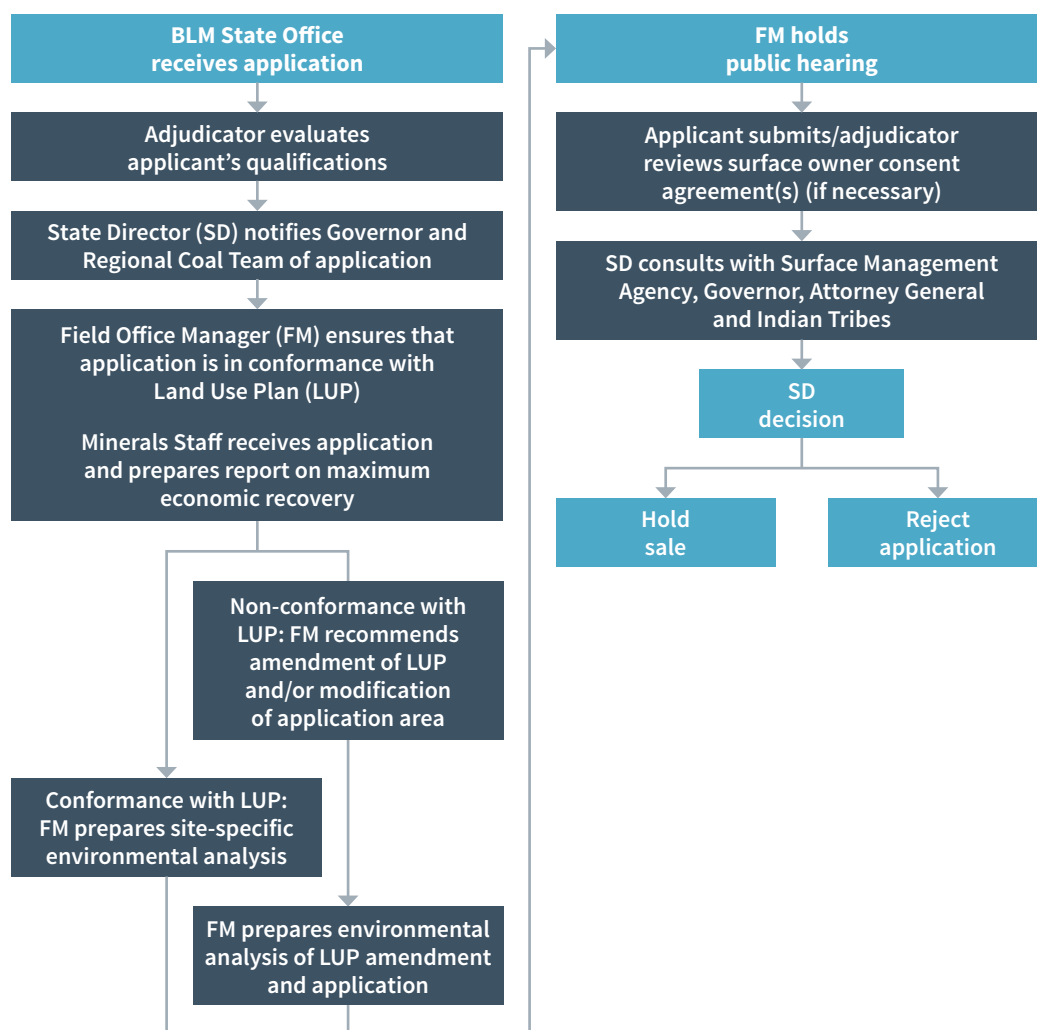 BLM State Office
receives application
Adjudicator evaluates
applicant’s qualifications
State Director (SD) notifies Governor and
Regional Coal Team of application
Field Office Manager (FM) ensures that
application is in conformance with
Land Use Plan (LUP)
Minerals Staff receives application
and prepares report on maximum
economic recovery
Non-conformance with
LUP: FM recommends
amendment of LUP
and/or modification
of application area
Conformance with LUP:
FM prepares site-specific
environmental analysis
FM prepares environmental
analysis of LUP amendment
and application
FM holds
public hearing
Applicant submits/adjudicator
reviews surface owner consent
agreement(s) (if necessary)
SD consults with Surface Management
Agency, Governor, Attorney General
and Indian Tribes
SD
decision
Hold
sale
Reject
application